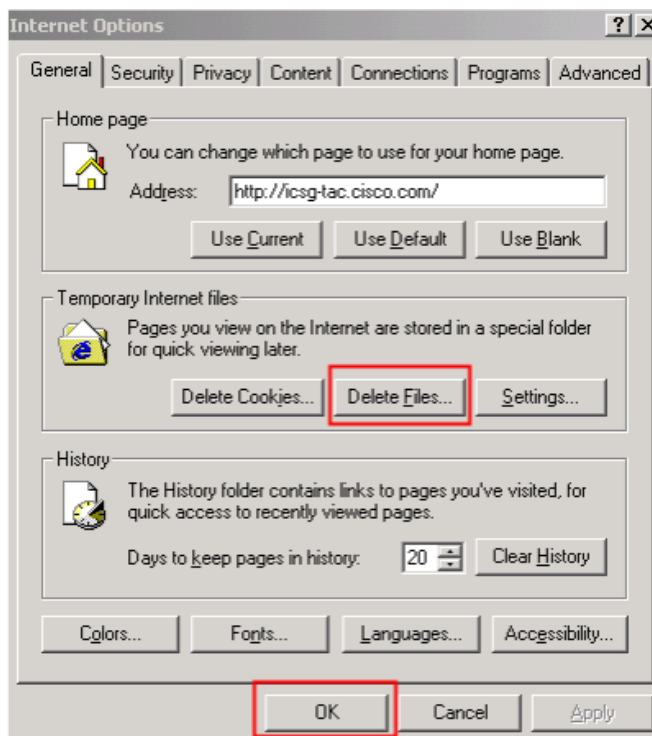 Internet Options
General Security Privacy Content Connections Programs Advanced
Home page
You can change which page to use for your home page.
Address: http://icsg-tac.cisco.com/
Use Current Use Default Use Blank
Temporary Internet files
Pages you view on the Internet are stored in a special folder
for quick viewing later.
Delete Cookies... Delete Files... Settings...
History
The History folder contains links to pages you've visited, for
quick access to recently viewed pages.
Days to keep pages in history: 20 Clear History
Colors... Fonts... Languages... Accessibility...
OK Cancel Apply